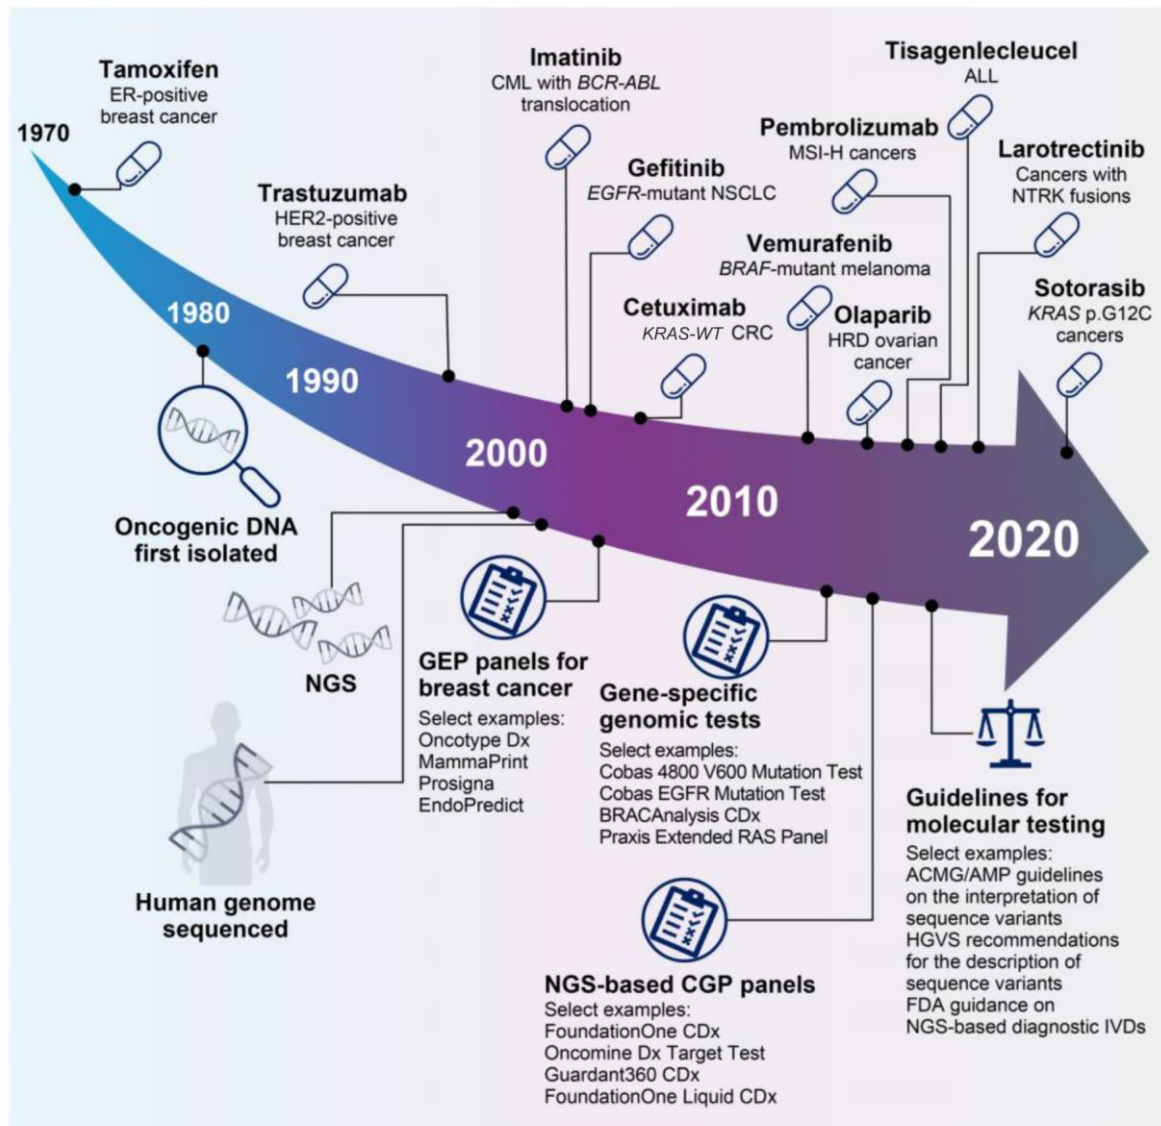 1970
Tamoxifen
ER-positive
breast cancer
Trastuzumab
HER2-positive
breast cancer
Imatinib
CML with BCR-ABL
translocation
Gefitinib
EGFR-mutant NSCLC
Cetuximab
KRAS-WT CRC
Tisagenlecleucel
ALL
Pembrolizumab
MSI-H cancers
Vemurafenib
BRAF-mutant melanoma
Olaparib
HRD ovarian
cancer
Larotrectinib
Cancers with
NTRK fusions
Sotorasib
KRAS p.G12C
cancers
1980
1990
2000
2010
2020
Oncogenic DNA
first isolated
NGS
Human genome
sequenced
GEP panels for
breast cancer
Select examples:
Oncotype Dx
MammaPrint
Prosigna
EndoPredict
Gene-specific
genomic tests
Select examples:
Cobas 4800 V600 Mutation Test
Cobas EGFR Mutation Test
BRACAnalysis CDx
Praxis Extended RAS Panel
NGS-based CGP panels
Select examples:
FoundationOne CDx
Oncomine Dx Target Test
Guardant360 CDx
FoundationOne Liquid CDx
Guidelines for
molecular testing
Select examples:
ACMG/AMP guidelines
on the interpretation of
sequence variants
HGVS recommendations
for the description of
sequence variants
FDA guidance on
NGS-based diagnostic IVDs